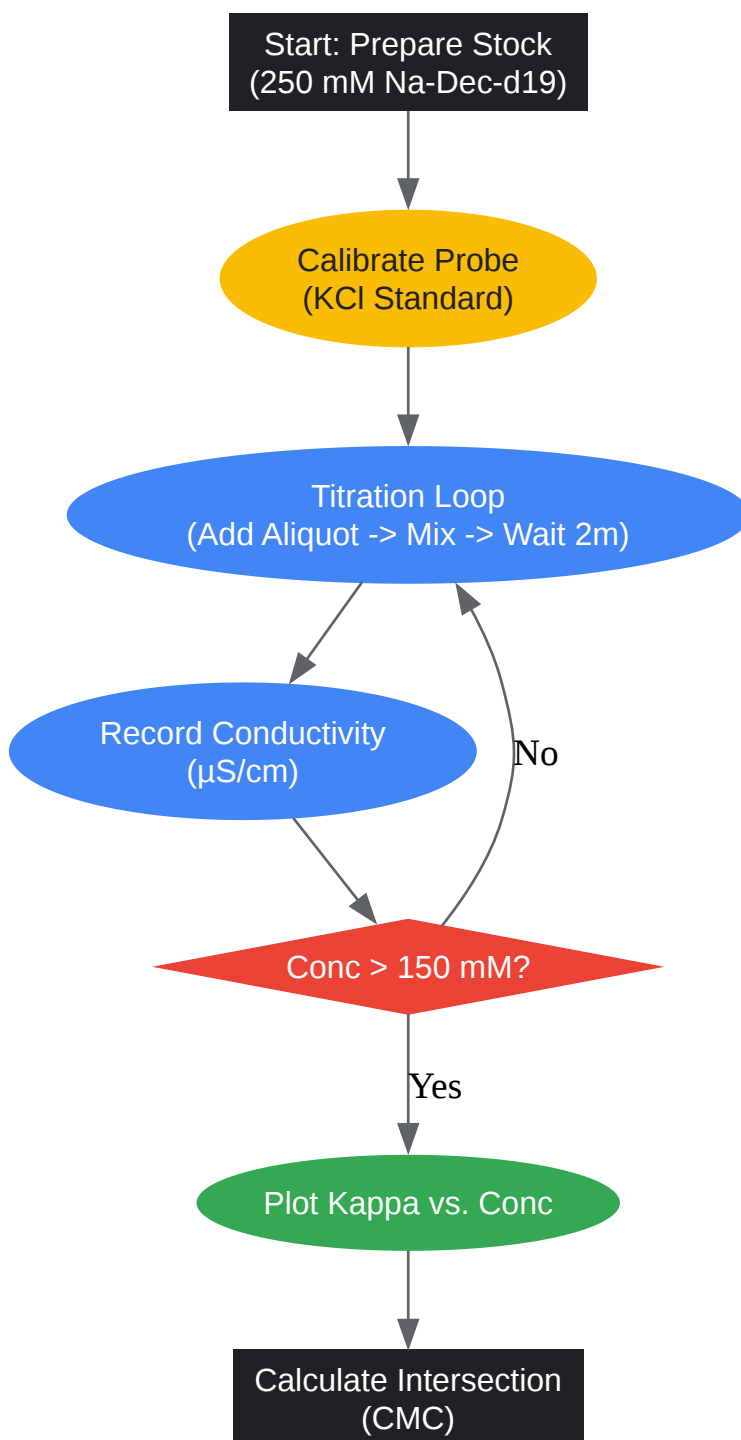 Start: Prepare Stock
(250 mM Na-Dec-d19)
Calibrate Probe
(KCl Standard)
Titration Loop
(Add Aliquot -> Mix -> Wait 2m)
Record Conductivity
(µS/cm)
No
Conc > 150 mM?
Yes
Plot Kappa vs. Conc
Calculate Intersection
(CMC)